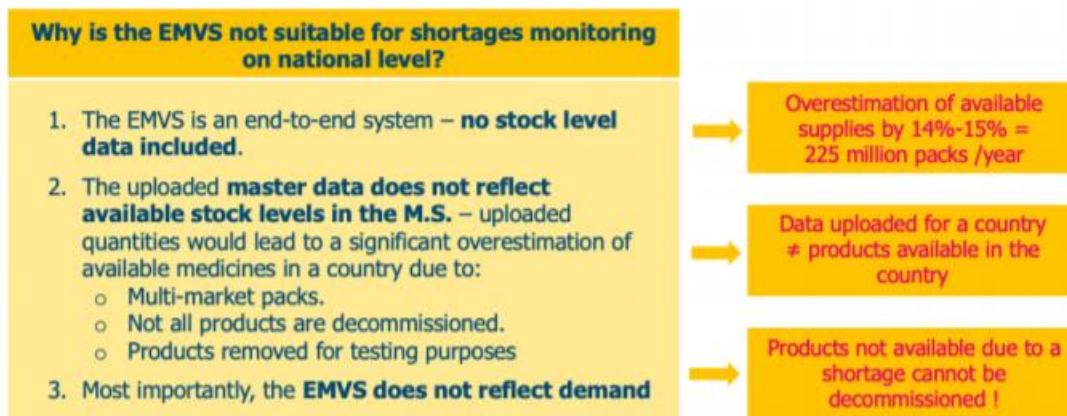 Why is the EMVS not suitable for shortages monitoring
on national level?
1. The EMVS is an end-to-end system – no stock level
data included.
2. The uploaded master data does not reflect
available stock levels in the M.S. – uploaded
quantities would lead to a significant overestimation of
available medicines in a country due to:
o Multi-market packs.
o Not all products are decommissioned.
o Products removed for testing purposes
3. Most importantly, the EMVS does not reflect demand
Overestimation of available
supplies by 14%-15% =
225 million packs /year
Data uploaded for a country
≠ products available in the
country
Products not available due to a
shortage cannot be
decommissioned !